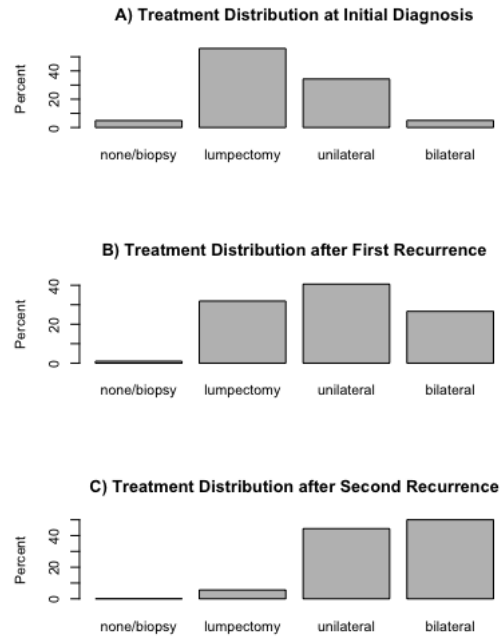 A) Treatment Distribution at Initial Diagnosis
Percent
40
20
0
none/biopsy lumpectomy unilateral bilateral
B) Treatment Distribution after First Recurrence
Percent
40
20
0
none/biopsy lumpectomy unilateral bilateral
C) Treatment Distribution after Second Recurrence
Percent
40
20
0
none/biopsy lumpectomy unilateral bilateral